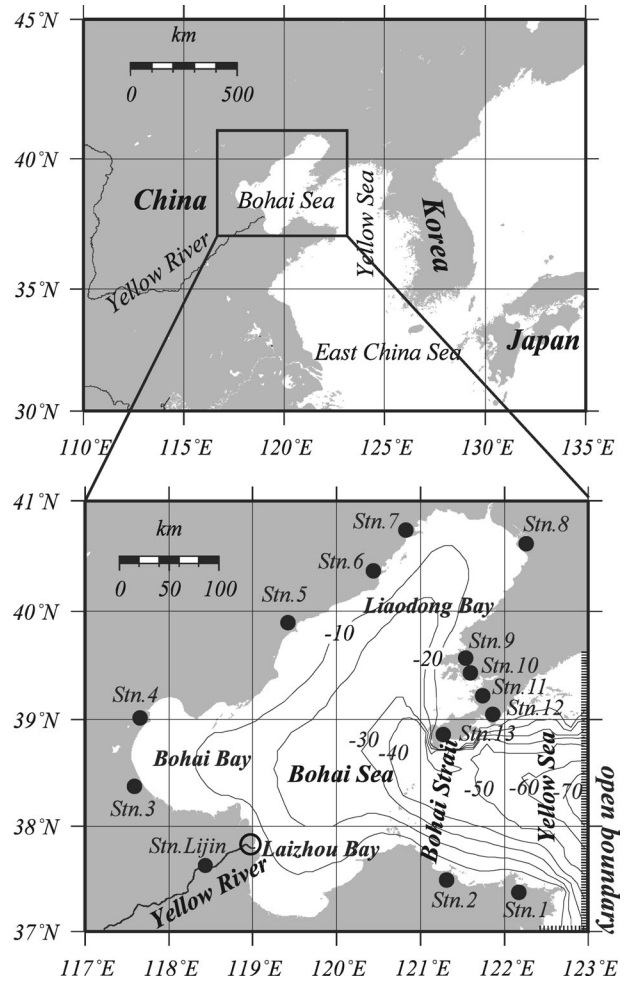 45°N
km
0 500
40°N
China
Bohai Sea
Yellow Sea
Korea
Yellow River
35°N
East China Sea
Japan
30°N
110°E 115°E 120°E 125°E 130°E 135°E
41°N
km
0 50 100
Stn.7
Stn.8
Stn.6
Stn.5
40°N
Liaodong Bay
-10
Stn.9
Stn.10
-20
Stn.11
Stn.4
Stn.12
39°N
Stn.13
-30
-40
Bohai Bay
Bohai Sea
Bohai Strait
-50
-60
-70
Yellow Sea
open boundary
Stn.3
38°N
Stn.Lijin
Laizhou Bay
Yellow River
Stn.2
Stn.1
37°N
117°E 118°E 119°E 120°E 121°E 122°E 123°E